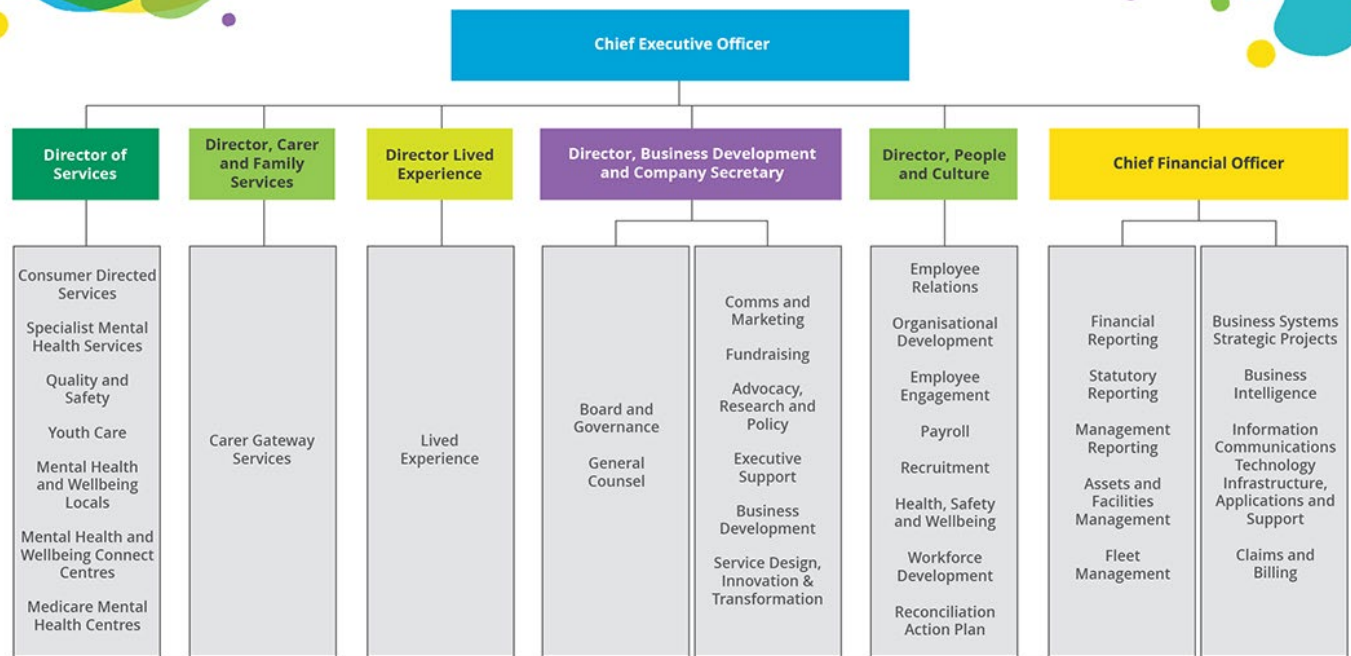 Chief Executive Officer
Director of
Services
Director, Carer
and Family
Services
Director Lived
Experience
Director, Business Development
and Company Secretary
Director, People
and Culture
Chief Financial Officer
Consumer Directed
Services
Specialist Mental
Health Services
Quality and
Safety
Youth Care
Mental Health
and Wellbeing
Locals
Mental Health and
Wellbeing Connect
Centres
Medicare Mental
Health Centres
Carer Gateway
Services
Lived
Experience
Board and
Governance
General
Counsel
Comms and
Marketing
Fundraising
Advocacy,
Research and
Policy
Executive
Support
Business
Development
Service Design,
Innovation &
Transformation
Employee
Relations
Organisational
Development
Employee
Engagement
Payroll
Recruitment
Health, Safety
and Wellbeing
Workforce
Development
Reconciliation
Action Plan
Financial
Reporting
Statutory
Reporting
Management
Reporting
Assets and
Facilities
Management
Fleet
Management
Business Systems
Strategic Projects
Business
Intelligence
Information
Communications
Technology
Infrastructure,
Applications and
Support
Claims and
Billing